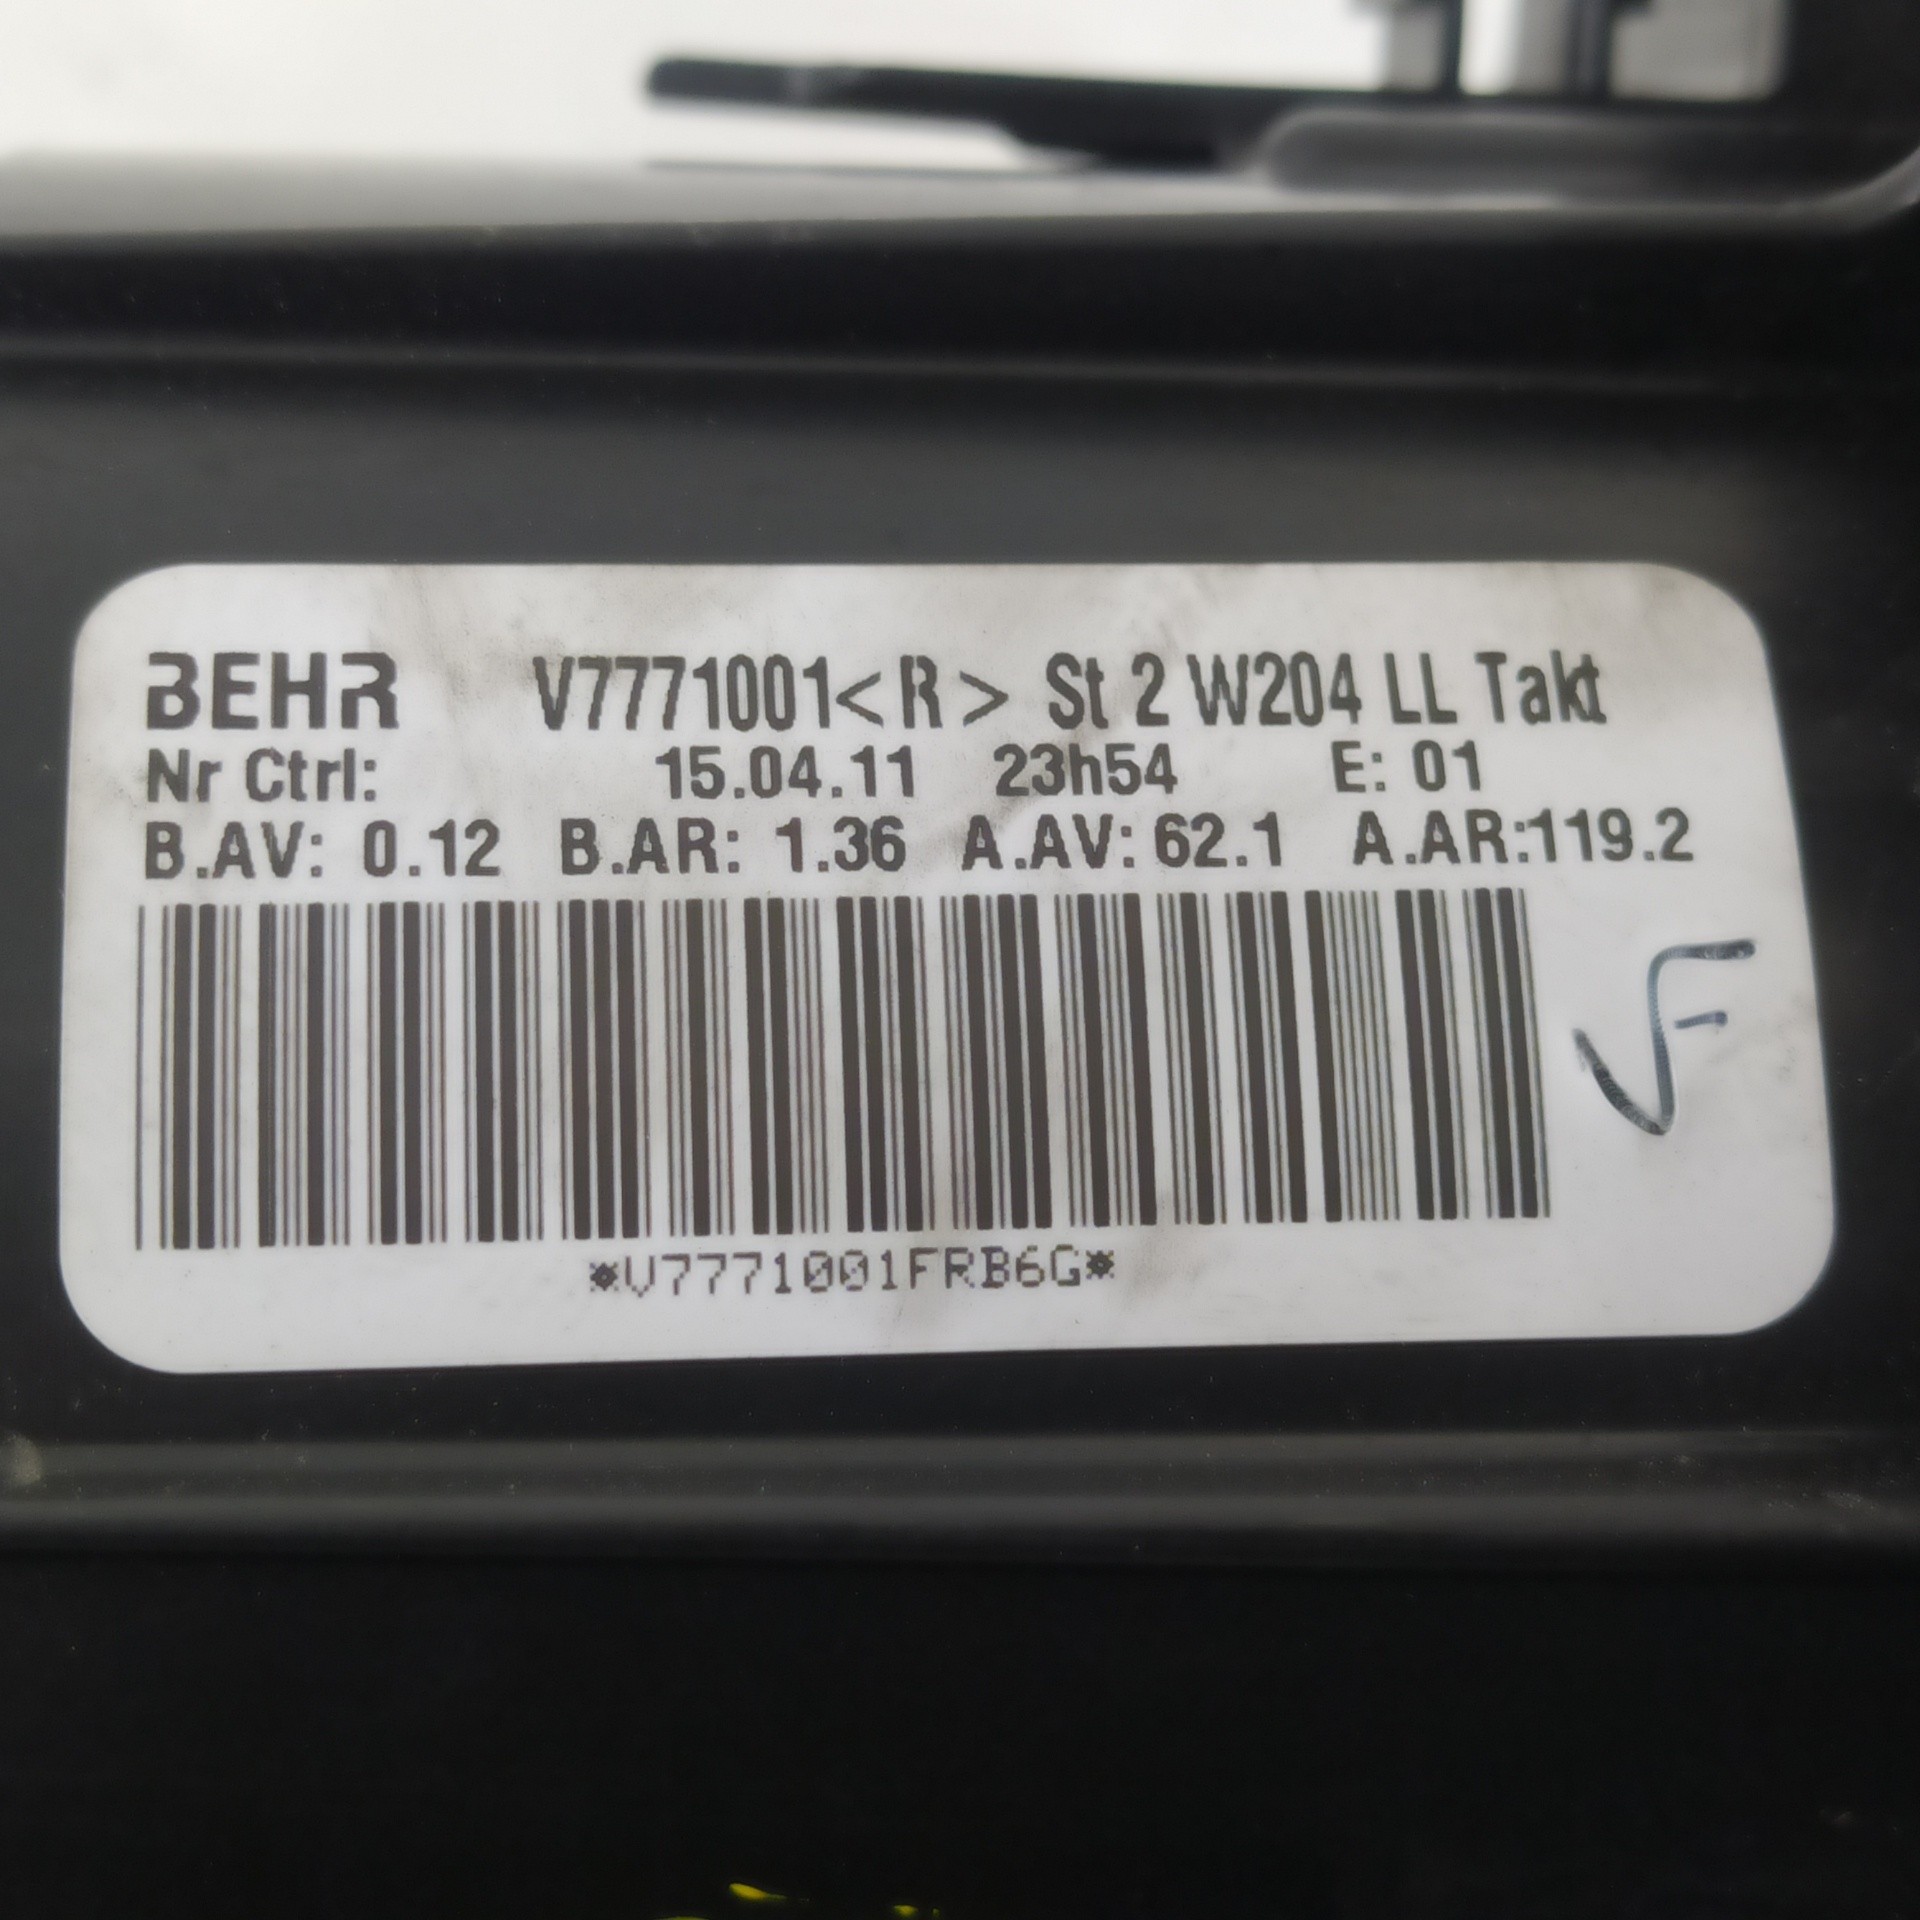 BEHR V7771001<R> St 2 W204 LL Takt
Nr Ctrl: 15.04.11 23h54 E: 01
B.AV: 0.12 B.AR: 1.36 A.AV: 62.1 A.AR:119.2
*V7771001FRB6G*